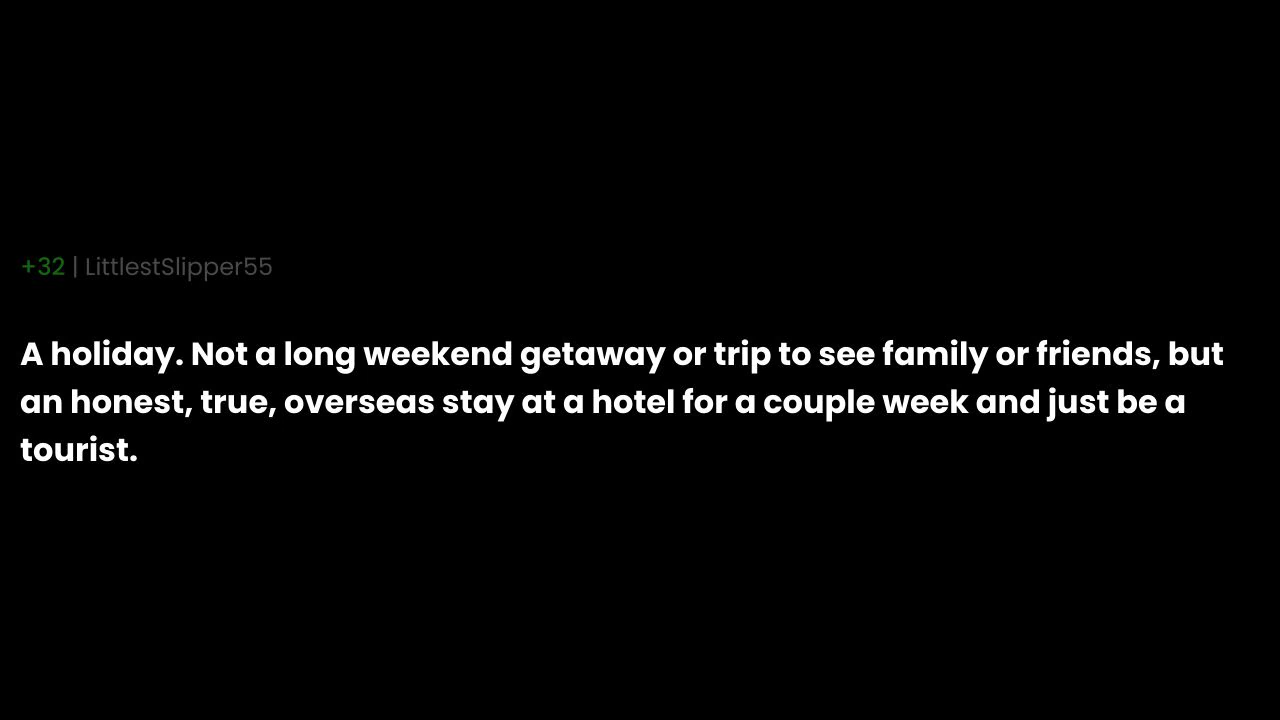 +32 | LittlestSlipper55
A holiday. Not a long weekend getaway or trip to see family or friends, but
an honest, true, overseas stay at a hotel for a couple week and just be a
tourist.